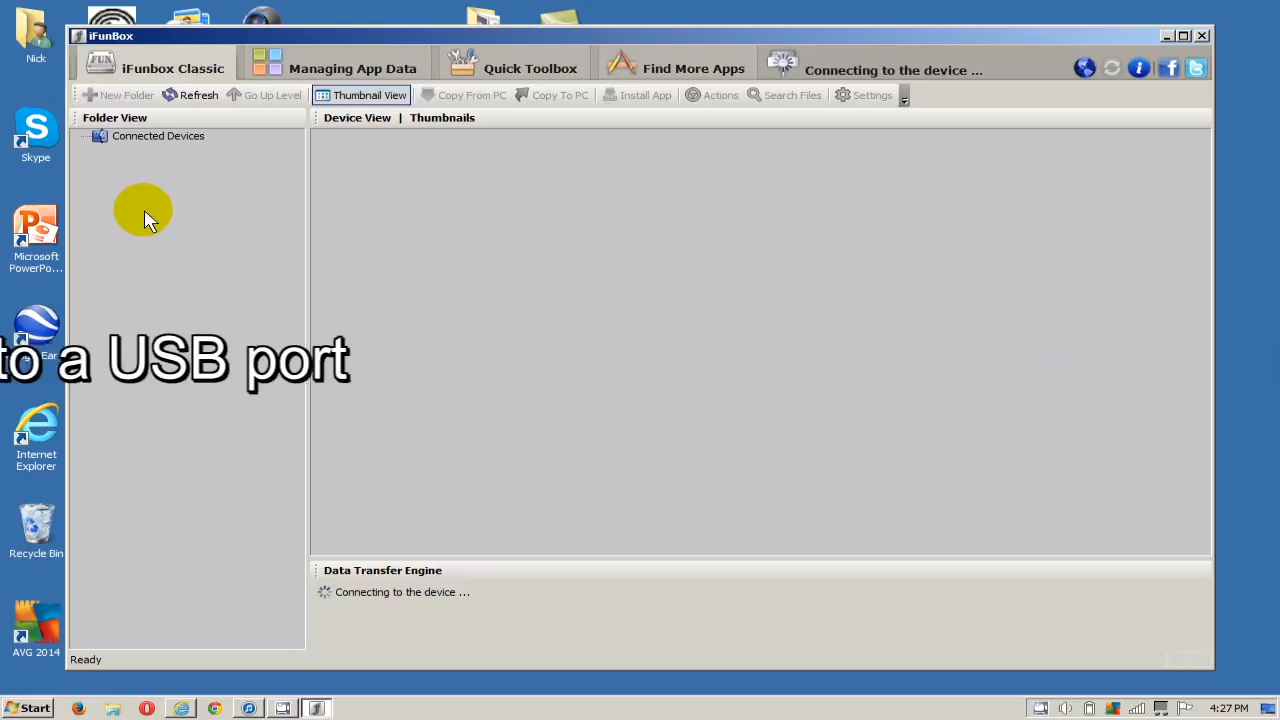 Nick
iFunBox
FUN
iFunbox Classic
Managing App Data
Quick Toolbox
Find More Apps
Connecting to the device ...
New Folder
Refresh
Go Up Level
Thumbnail View
Copy From PC
Copy To PC
Install App
Actions
Search Files
Settings
Folder View
Device View | Thumbnails
Connected Devices
Skype
Microsoft
PowerPo...
to a USB port
Internet
Explorer
Recycle Bin
Data Transfer Engine
Connecting to the device ...
AVG 2014
Ready
Start
4:27 PM